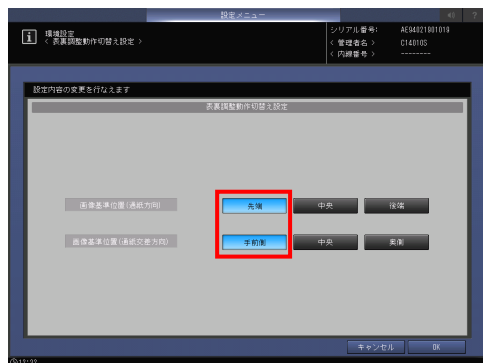 設定メニュー
?
i 環境設定
< 表裏調整動作切替え設定 >
シリアル番号: AE94021901019
< 管理者名 > C14010S
< 内線番号 > --------
設定内容の変更を行なえます
表裏調整動作切替え設定
画像基準位置(通紙方向) 先端 中央 後端
画像基準位置(通紙交差方向) 手前側 中央 奥側
キャンセル OK